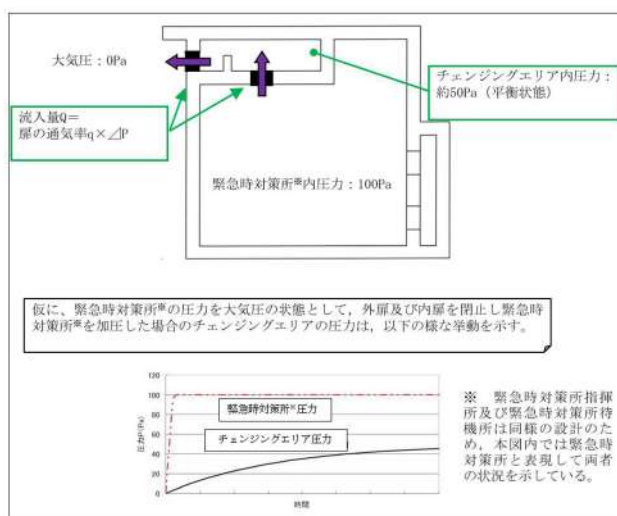 大気圧：0Pa
チェンジングエリア内圧力：
約50Pa（平衡状態）
流入量Q＝
扉の通気率q×⊿P
緊急時対策所※内圧力：100Pa
仮に、緊急時対策所※の圧力を大気圧の状態として，外扉及び内扉を閉止し緊急時
対策所※を加圧した場合のチェンジングエリアの圧力は，以下の様な挙動を示す。
120
100
80
60
40
20
0
圧力P(Pa)
緊急時対策所※圧力
チェンジングエリア圧力
時間
※ 緊急時対策所指揮
所及び緊急時対策所待
機所は同様の設計のた
め，本図内では緊急時
対策所と表現して両者
の状況を示している。